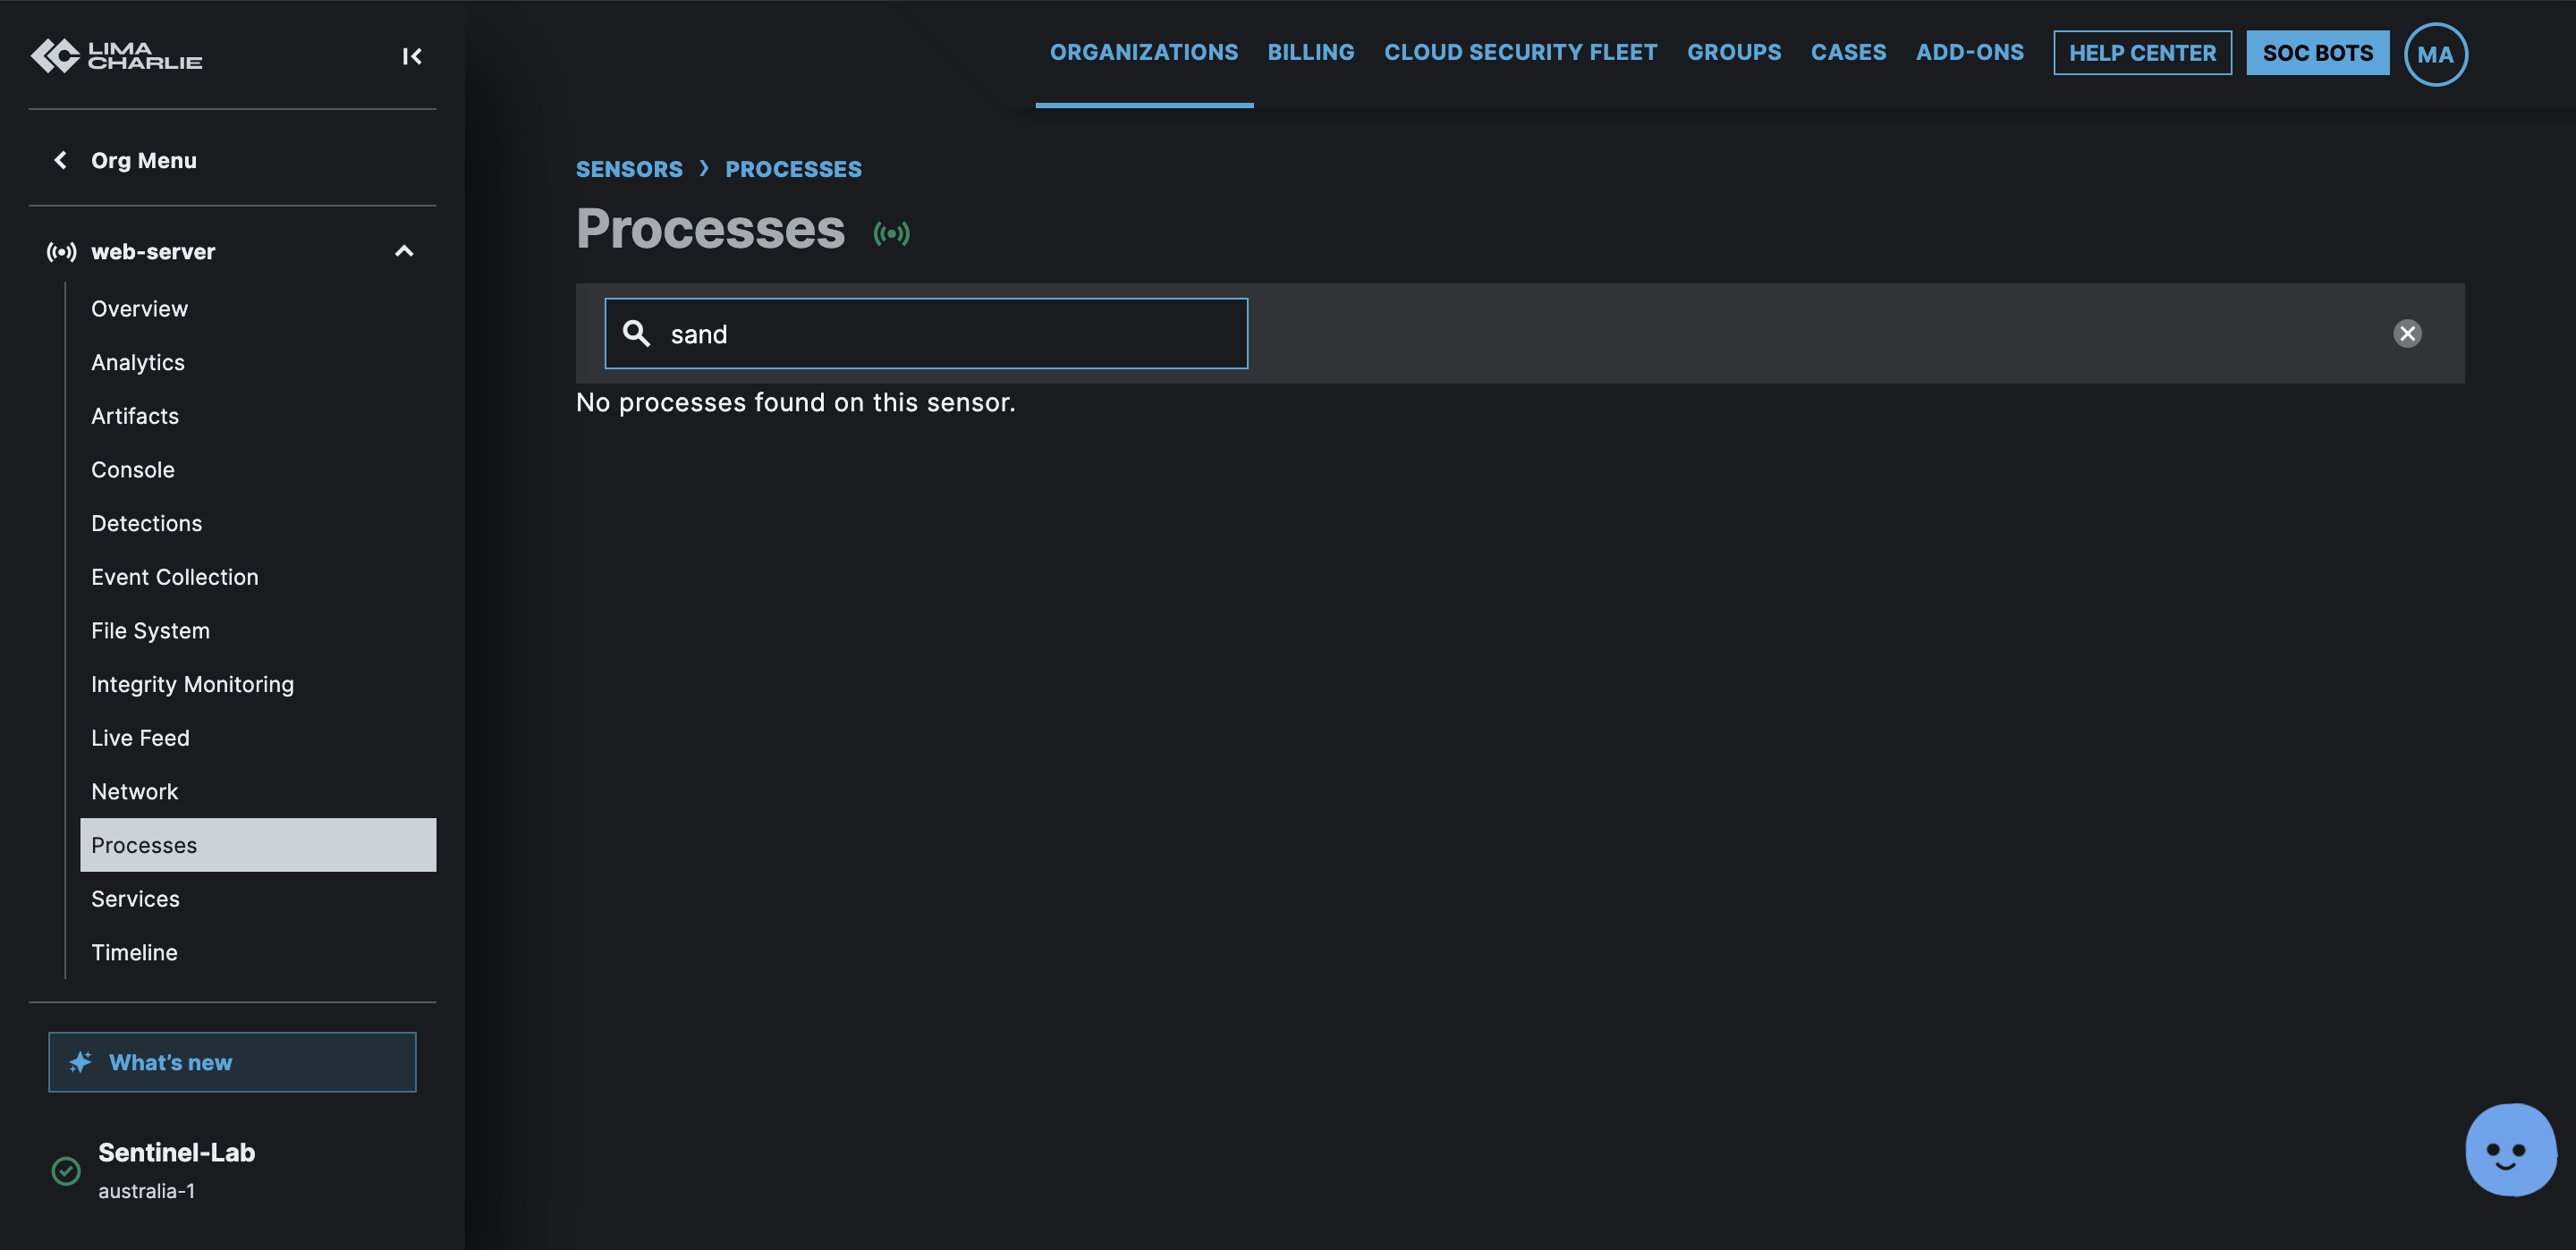 LIMA
CHARLIE
ORGANIZATIONS BILLING CLOUD SECURITY FLEET GROUPS CASES ADD-ONS HELP CENTER SOC BOTS MA
Org Menu
web-server
Overview
Analytics
Artifacts
Console
Detections
Event Collection
File System
Integrity Monitoring
Live Feed
Network
Processes
Services
Timeline
What's new
Sentinel-Lab
australia-1
SENSORS > PROCESSES
Processes
sand
No processes found on this sensor.